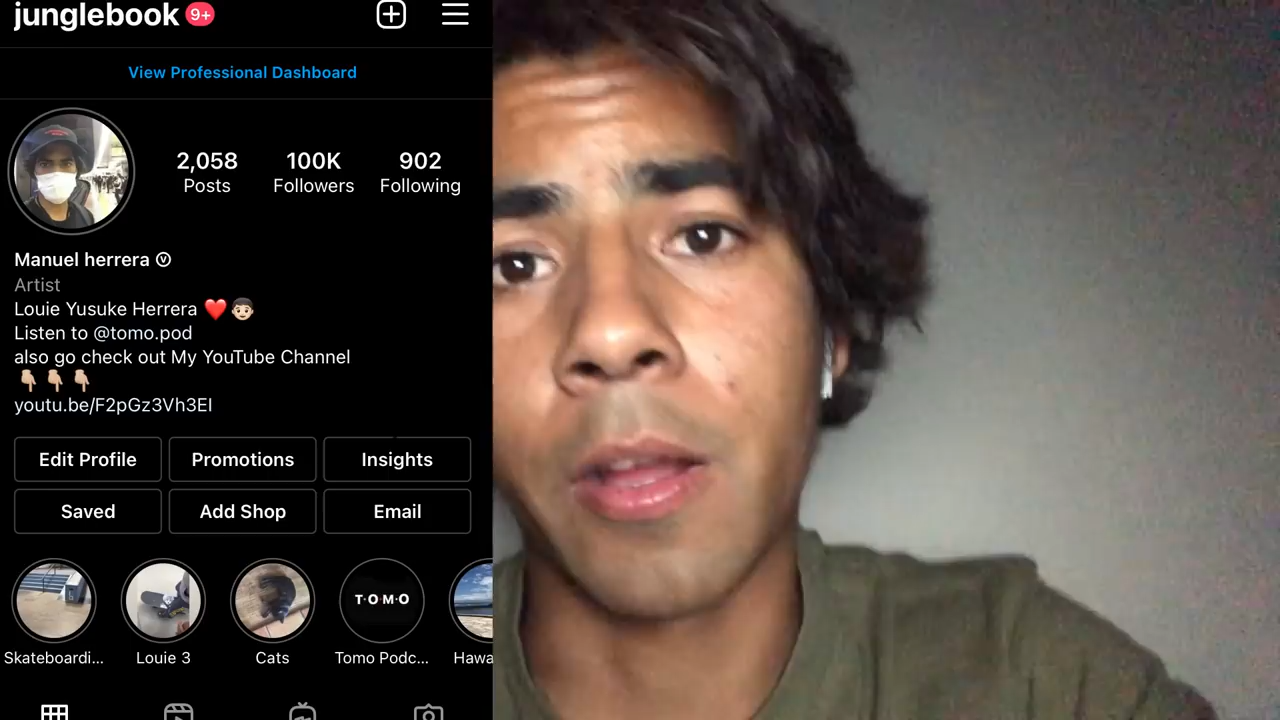 junglebook 9+
View Professional Dashboard
2,058 100K 902
Posts Followers Following
Manuel herrera ⓥ
Artist
Louie Yusuke Herrera ❤️👦🏻
Listen to @tomo.pod
also go check out My YouTube Channel
👇🏼👇🏼👇🏼
youtu.be/F2pGz3Vh3EI
Edit Profile Promotions Insights
Saved Add Shop Email
T·O·M·O
Skateboardi... Louie 3 Cats Tomo Podc... Hawa